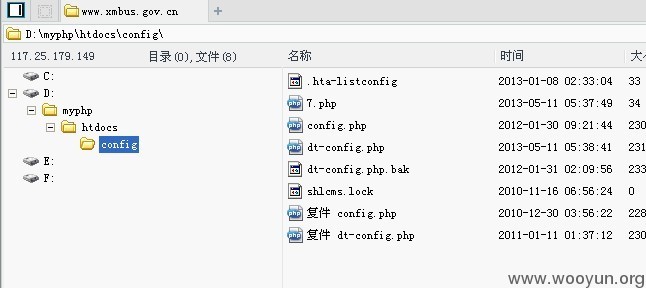 www.xmbus.gov.cn
D:\myphp\htdocs\config\
117.25.179.149 目录(0),文件(8) 名称 时间 大小
C:
D:
myphp
htdocs
config
E:
F:
.hta-listconfig 2013-01-08 02:33:04 33
7.php 2013-05-11 05:37:49 34
config.php 2012-01-30 09:21:44 230
dt-config.php 2013-05-11 05:38:41 231
dt-config.php.bak 2012-01-31 02:09:56 233
shlcms.lock 2010-11-16 06:56:24 0
复件 config.php 2010-12-30 03:56:22 228
复件 dt-config.php 2011-01-11 01:37:12 230
www.wooyun.org